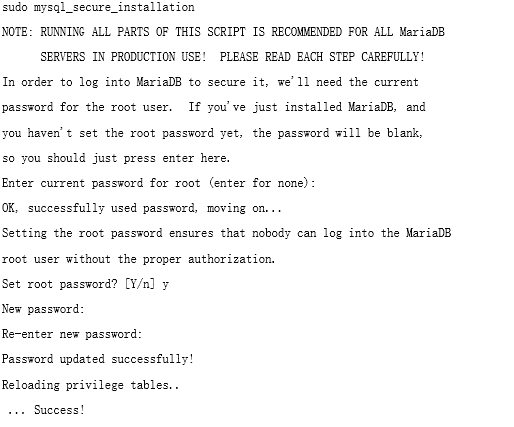 sudo mysql_secure_installation
NOTE: RUNNING ALL PARTS OF THIS SCRIPT IS RECOMMENDED FOR ALL MariaDB
SERVERS IN PRODUCTION USE!  PLEASE READ EACH STEP CAREFULLY!
In order to log into MariaDB to secure it, we'll need the current
password for the root user.  If you've just installed MariaDB, and
you haven't set the root password yet, the password will be blank,
so you should just press enter here.
Enter current password for root (enter for none):
OK, successfully used password, moving on...
Setting the root password ensures that nobody can log into the MariaDB
root user without the proper authorization.
Set root password? [Y/n] y
New password:
Re-enter new password:
Password updated successfully!
Reloading privilege tables..
... Success!